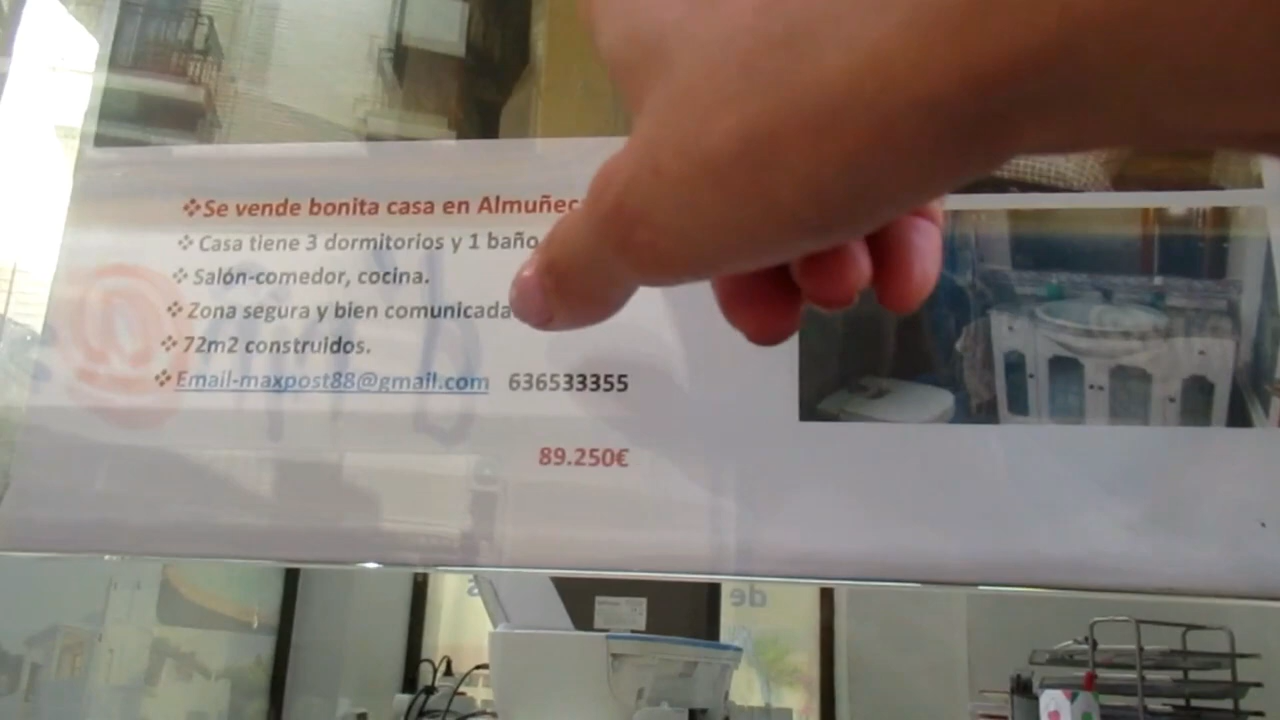 ❖Se vende bonita casa en Almuñec
❖ Casa tiene 3 dormitorios y 1 baño
❖ Salón-comedor, cocina.
❖ Zona segura y bien comunicada
❖ 72m2 construidos.
❖ Email-maxpost88@gmail.com 636533355
89.250€
de